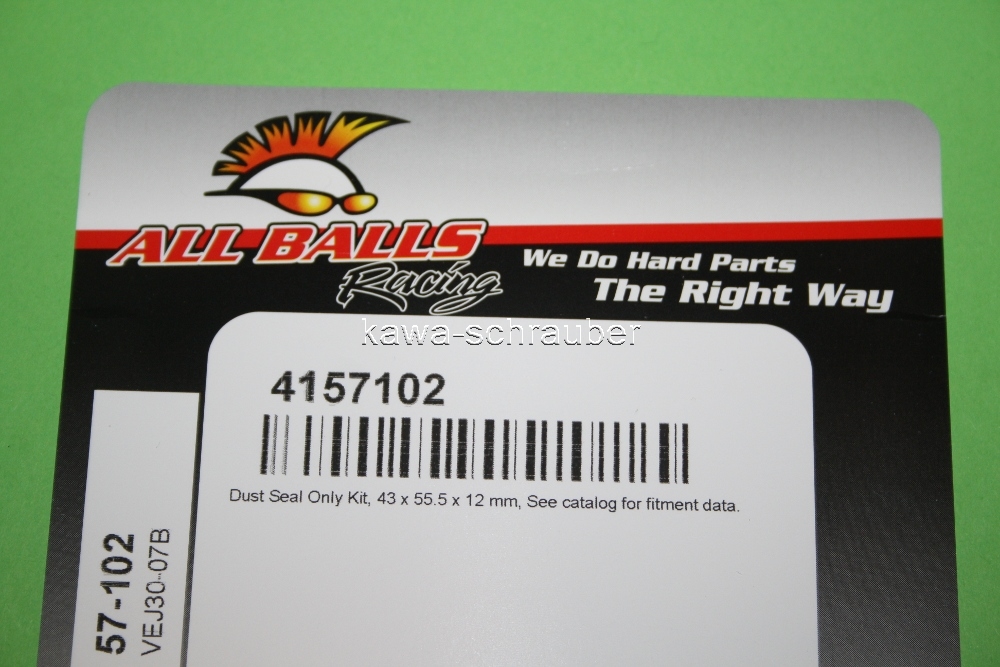 ALL BALLS
Racing
We Do Hard Parts
The Right Way
kawa-schrauber
4157102
Dust Seal Only Kit, 43 x 55.5 x 12 mm, See catalog for fitment data.
57-102
VEJ30-07B